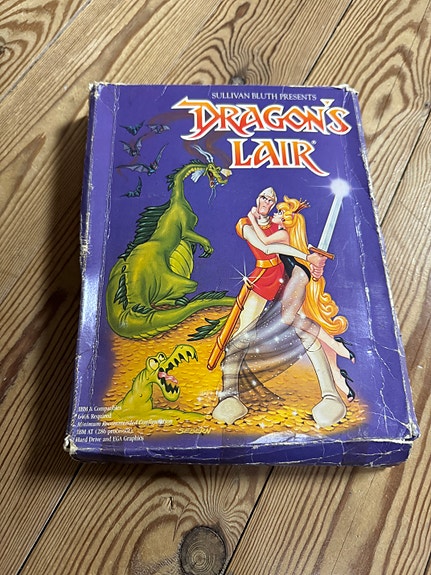 SULLIVAN BLUTH PRESENTS
DRAGON'S
LAIR®
IBM & Compatibles
640k Required
Minimum Recommended Configuration
IBM AT (286 processor)
Hard Drive and EGA Graphics